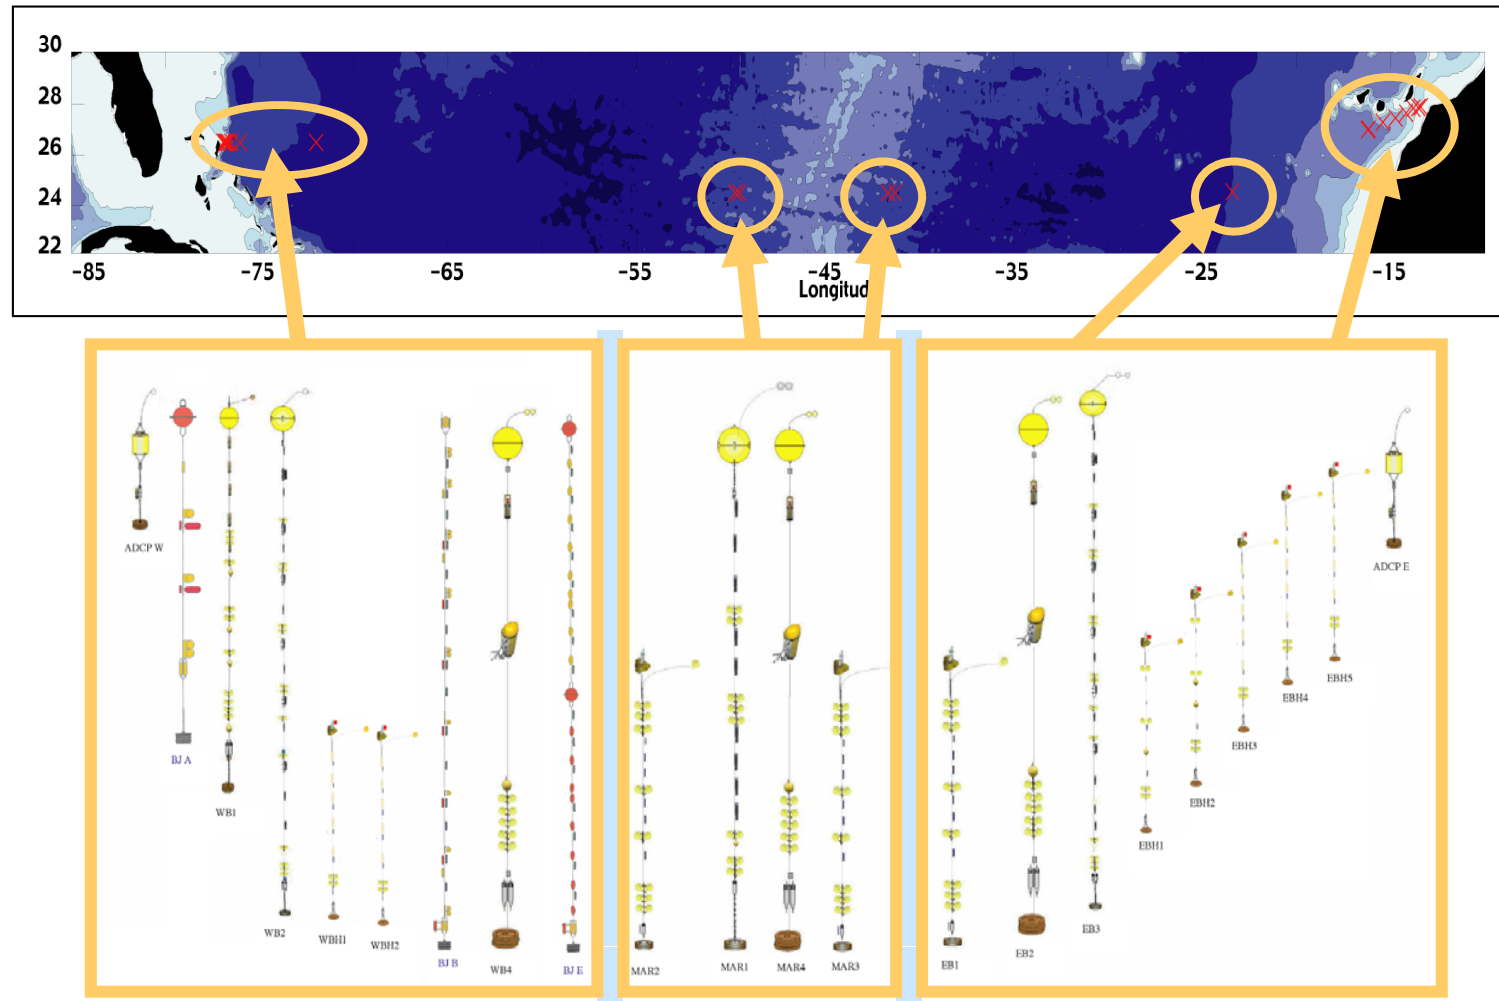 30
28
26
24
22
-85
-75
-65
-55
-45
-35
-25
-15
Longitud
ADCP W
BJ A
WB1
WB2
WBH1
WBH2
BJ B
WB4
BJ E
MAR2
MAR1
MAR4
MAR3
EB1
EB2
EB3
EBH1
EBH2
EBH3
EBH4
EBH5
ADCP E